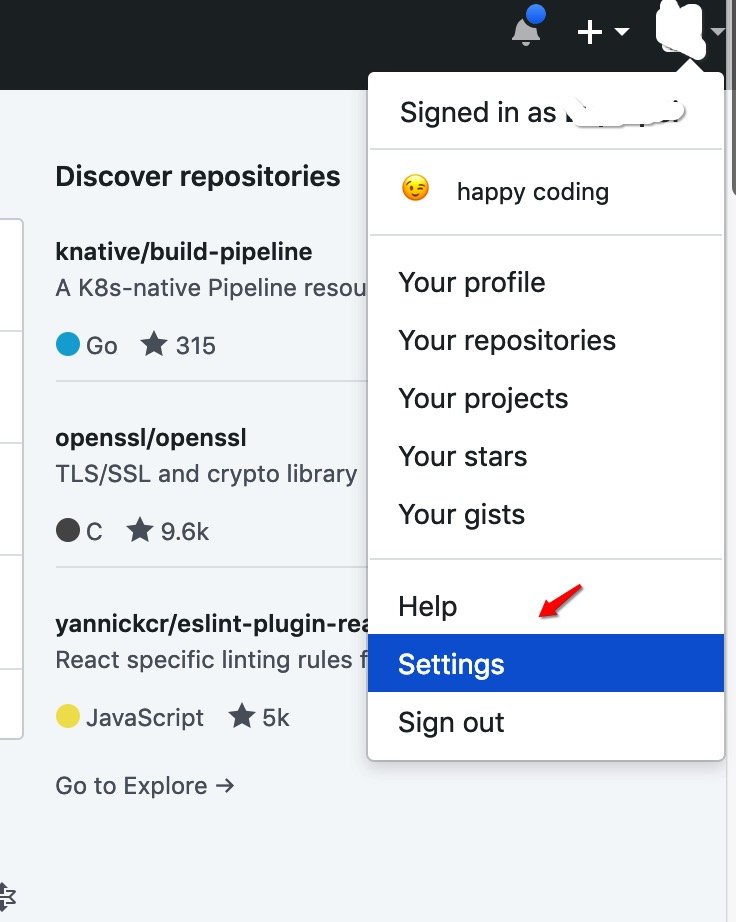 Signed in as
happy coding
Your profile
Your repositories
Your projects
Your stars
Your gists
Help
Settings
Sign out
Discover repositories
knative/build-pipeline
A K8s-native Pipeline resou
Go 315
openssl/openssl
TLS/SSL and crypto library
C 9.6k
yannickcr/eslint-plugin-rea
React specific linting rules f
JavaScript 5k
Go to Explore →